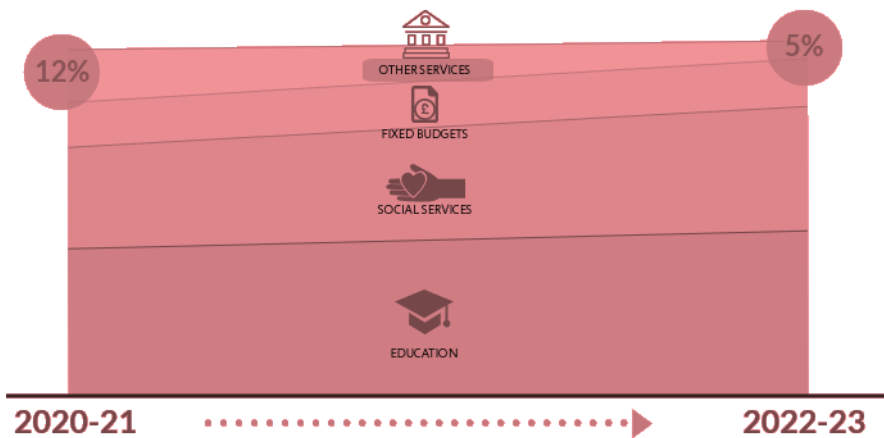 12%
5%
OTHER SERVICES
£
FIXED BUDGETS
SOCIAL SERVICES
EDUCATION
2020-21
2022-23